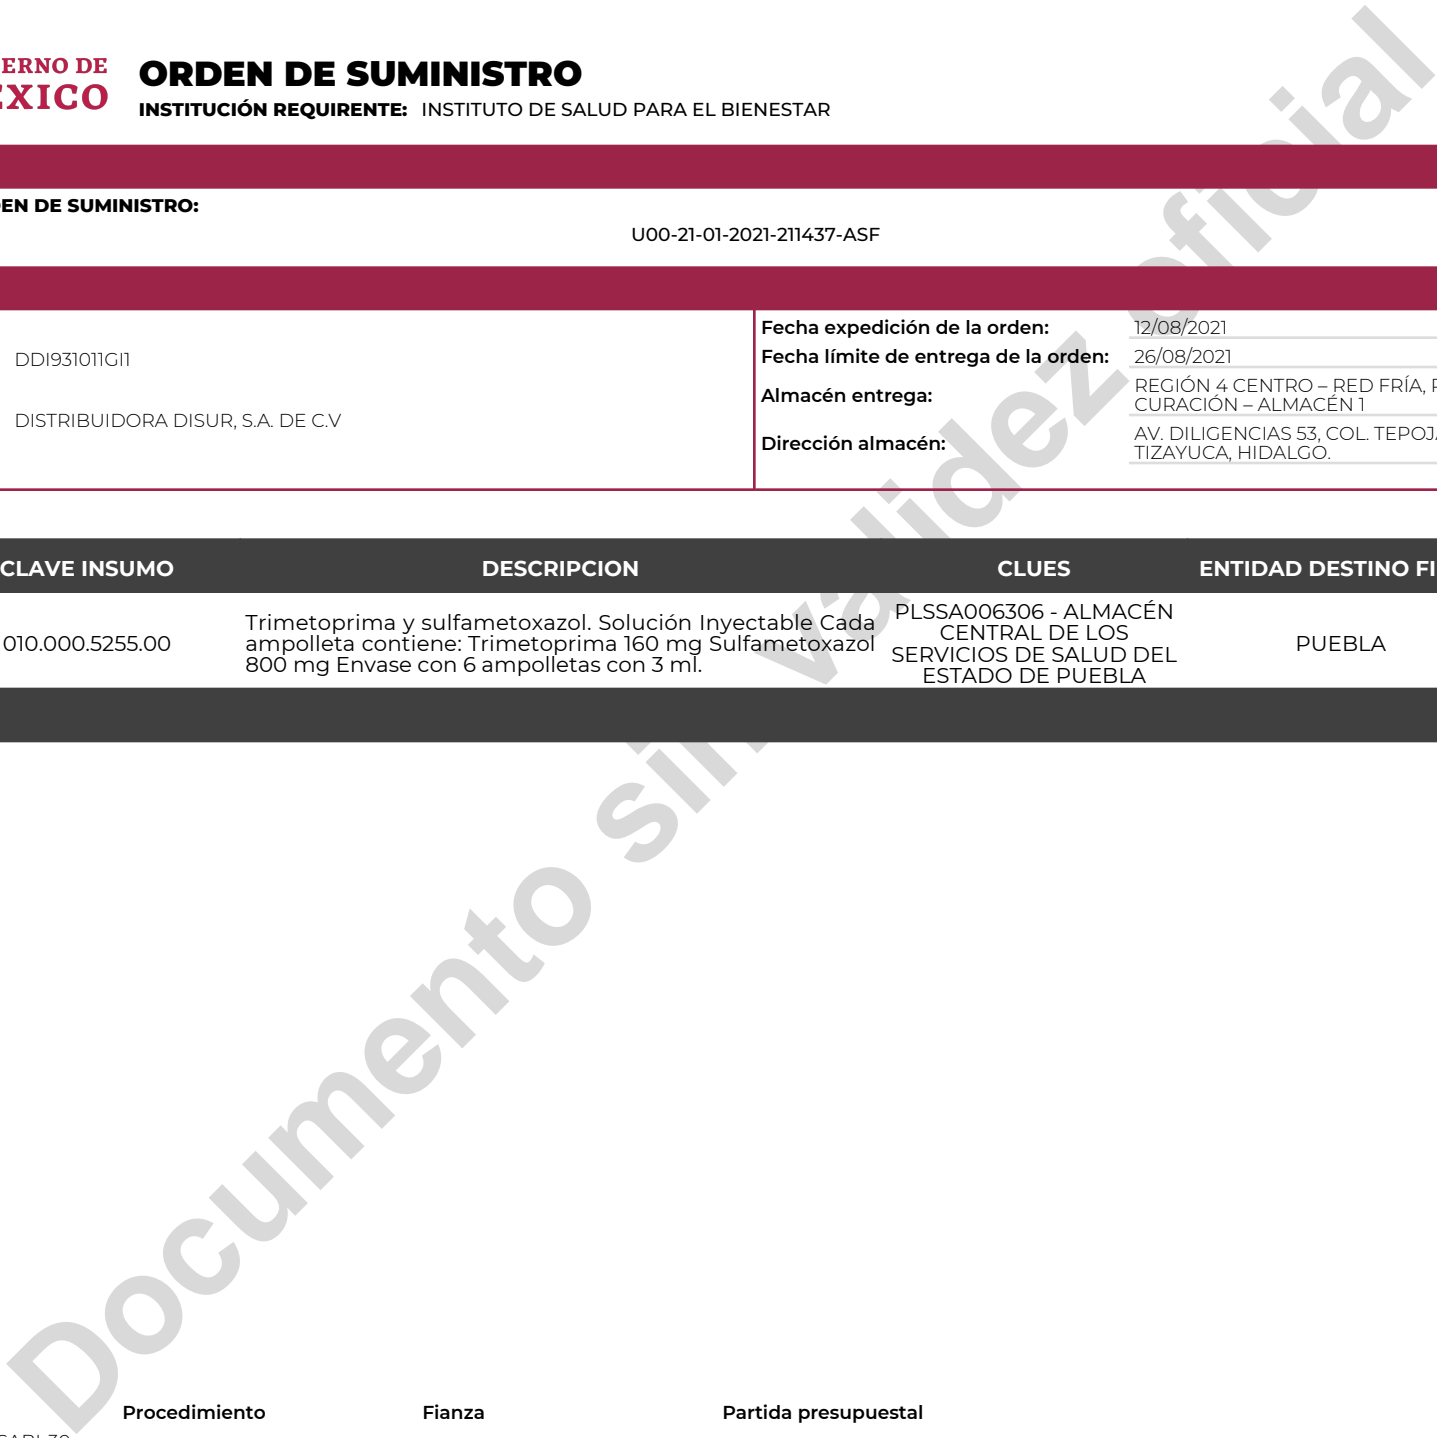 ERNO DE
EXICO
ORDEN DE SUMINISTRO
INSTITUCIÓN REQUIRENTE: INSTITUTO DE SALUD PARA EL BIENESTAR
EN DE SUMINISTRO:
U00-21-01-2021-211437-ASF
DDI931011GI1
DISTRIBUIDORA DISUR, S.A. DE C.V
Fecha expedición de la orden: 12/08/2021
Fecha límite de entrega de la orden: 26/08/2021
Almacén entrega: REGIÓN 4 CENTRO – RED FRÍA,
CURACIÓN – ALMACÉN 1
Dirección almacén: AV. DILIGENCIAS 53, COL. TEPOJ
TIZAYUCA, HIDALGO.
CLAVE INSUMO DESCRIPCION CLUES ENTIDAD DESTINO FI
010.000.5255.00
Trimetoprima y sulfametoxazol. Solución Inyectable Cada
ampolleta contiene: Trimetoprima 160 mg Sulfametoxazol
800 mg Envase con 6 ampolletas con 3 ml.
PLSSA006306 - ALMACÉN
CENTRAL DE LOS
SERVICIOS DE SALUD DEL
ESTADO DE PUEBLA
PUEBLA
Documento sin validez oficial
Procedimiento Fianza Partida presupuestal